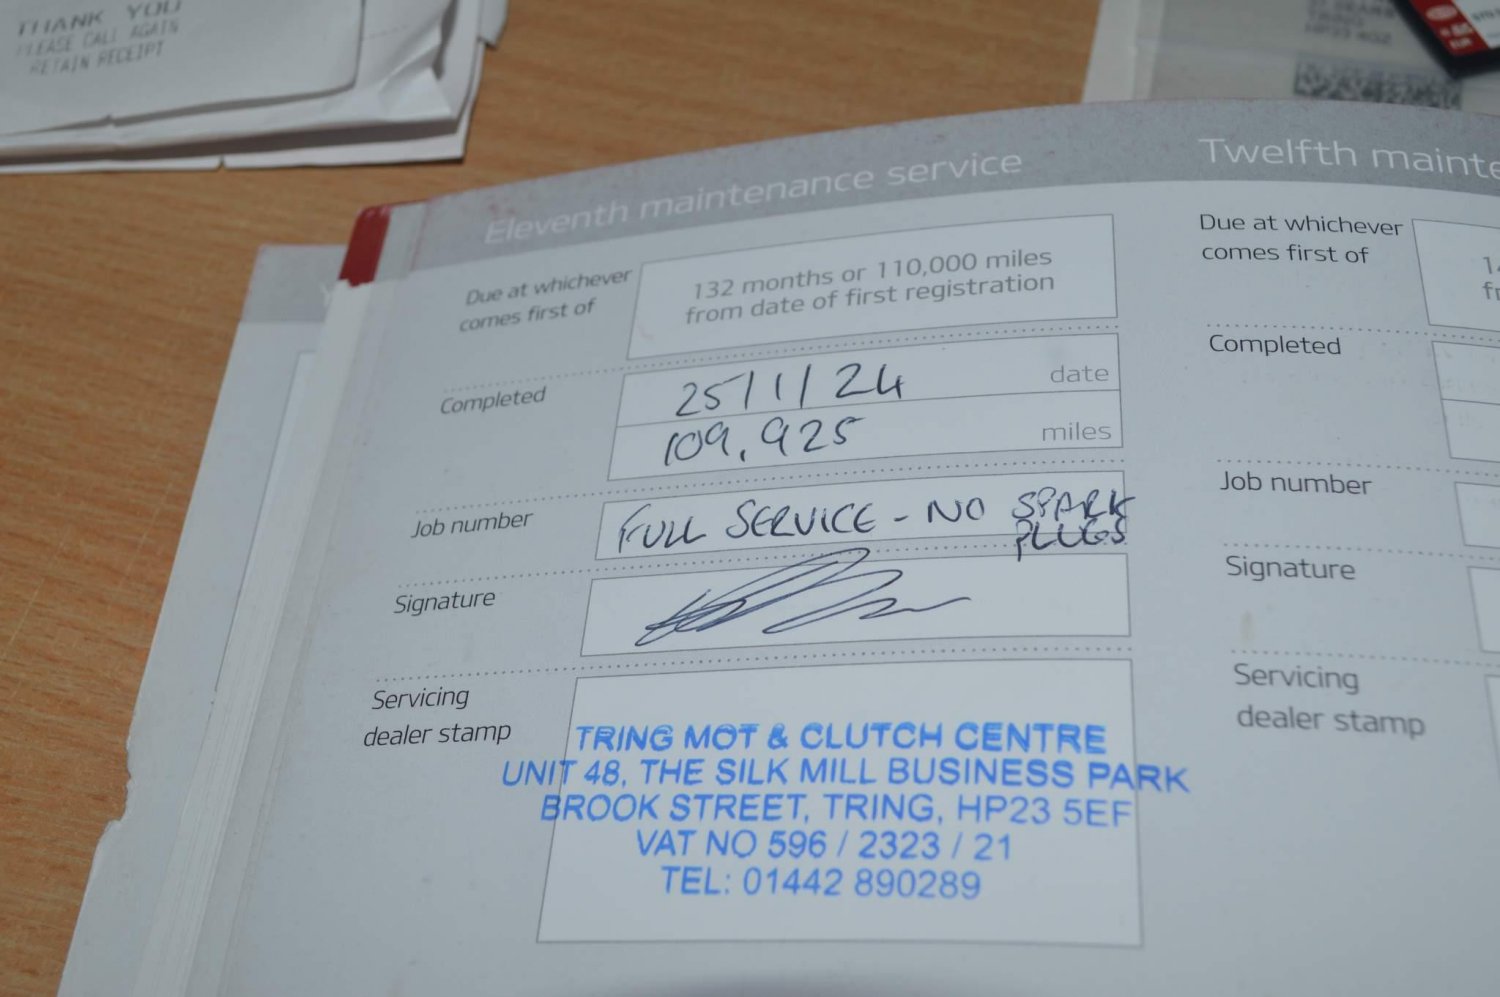 THANK YOU
PLEASE CALL AGAIN
RETAIN RECEIPT
HP23 4GZ
Eleventh maintenance service
Due at whichever
comes first of
132 months or 110,000 miles
from date of first registration
Completed
25/1/24 date
109,925 miles
Job number
FULL SERVICE - NO SPARK
PLUGS
Signature
Servicing
dealer stamp
TRING MOT & CLUTCH CENTRE
UNIT 48, THE SILK MILL BUSINESS PARK
BROOK STREET, TRING, HP23 5EF
VAT NO 596 / 2323 / 21
TEL: 01442 890289
Twelfth mainte
Due at whichever
comes first of
Completed
Job number
Signature
Servicing
dealer stamp